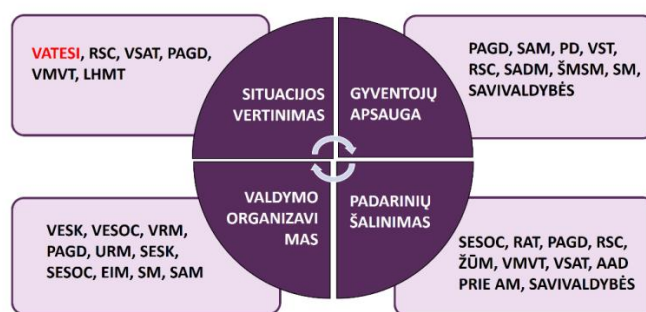 VATESI, RSC, VSAT, PAGD,
VMVT, LHMT
SITUACIJOS
VERTINIMAS
GYVENTOJŲ
APSAUGA
PAGD, SAM, PD, VST,
RSC, SADM, ŠMSM, SM,
SAVIVALDYBĖS
VESK, VESOC, VRM,
PAGD, URM, SESK,
SESOC, EIM, SM, SAM
VALDYMO
ORGANIZAVI
MAS
PADARINIŲ
ŠALINIMAS
SESOC, RAT, PAGD, RSC,
ŽŪM, VMVT, VSAT, AAD
PRIE AM, SAVIVALDYBĖS